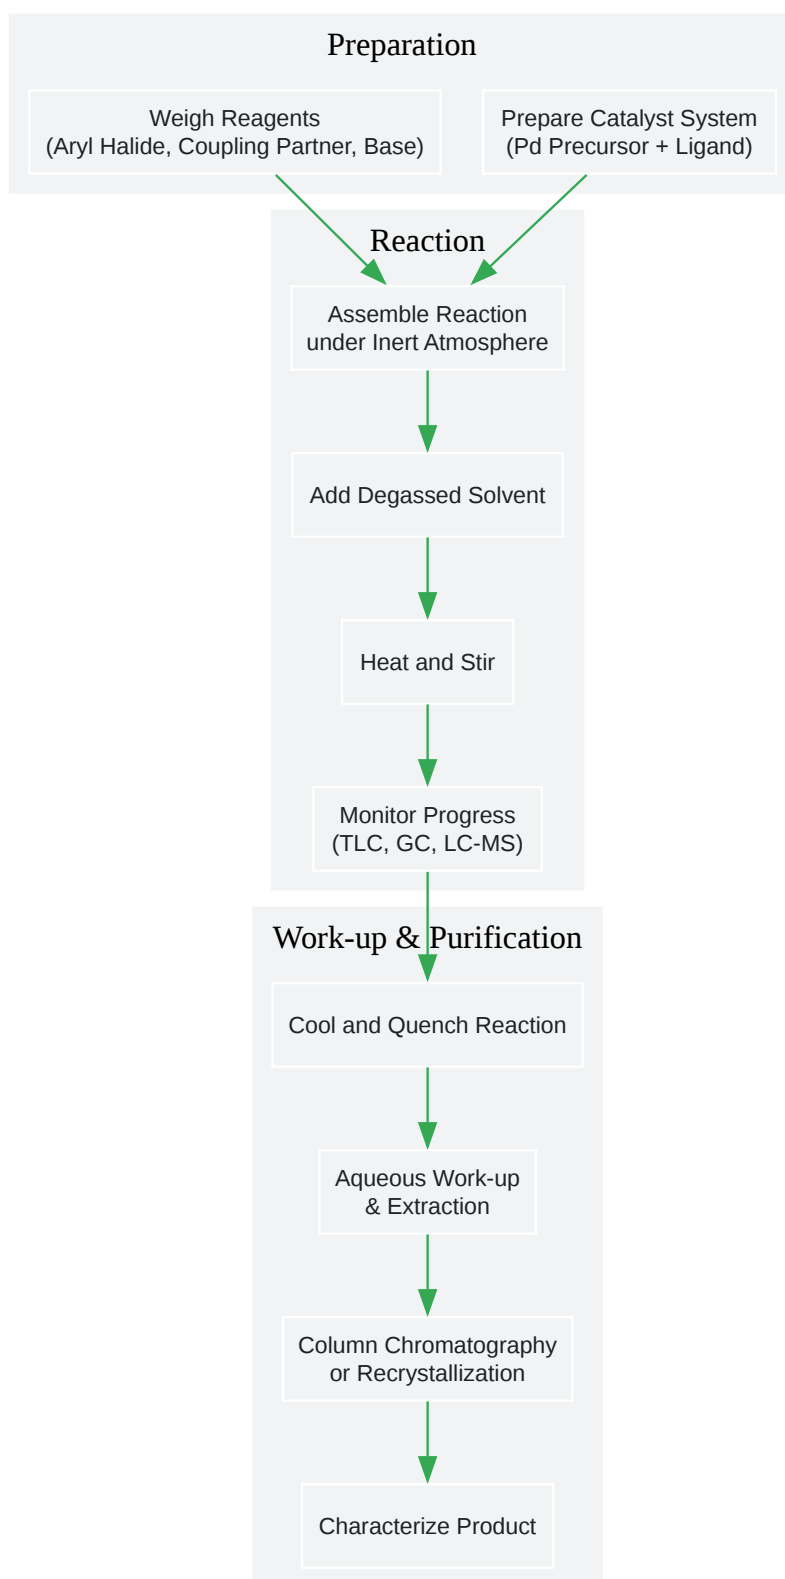 Preparation
Weigh Reagents
(Aryl Halide, Coupling Partner, Base)
Prepare Catalyst System
(Pd Precursor + Ligand)
Reaction
Assemble Reaction
under Inert Atmosphere
Add Degassed Solvent
Heat and Stir
Monitor Progress
(TLC, GC, LC-MS)
Work-up & Purification
Cool and Quench Reaction
Aqueous Work-up
& Extraction
Column Chromatography
or Recrystallization
Characterize Product